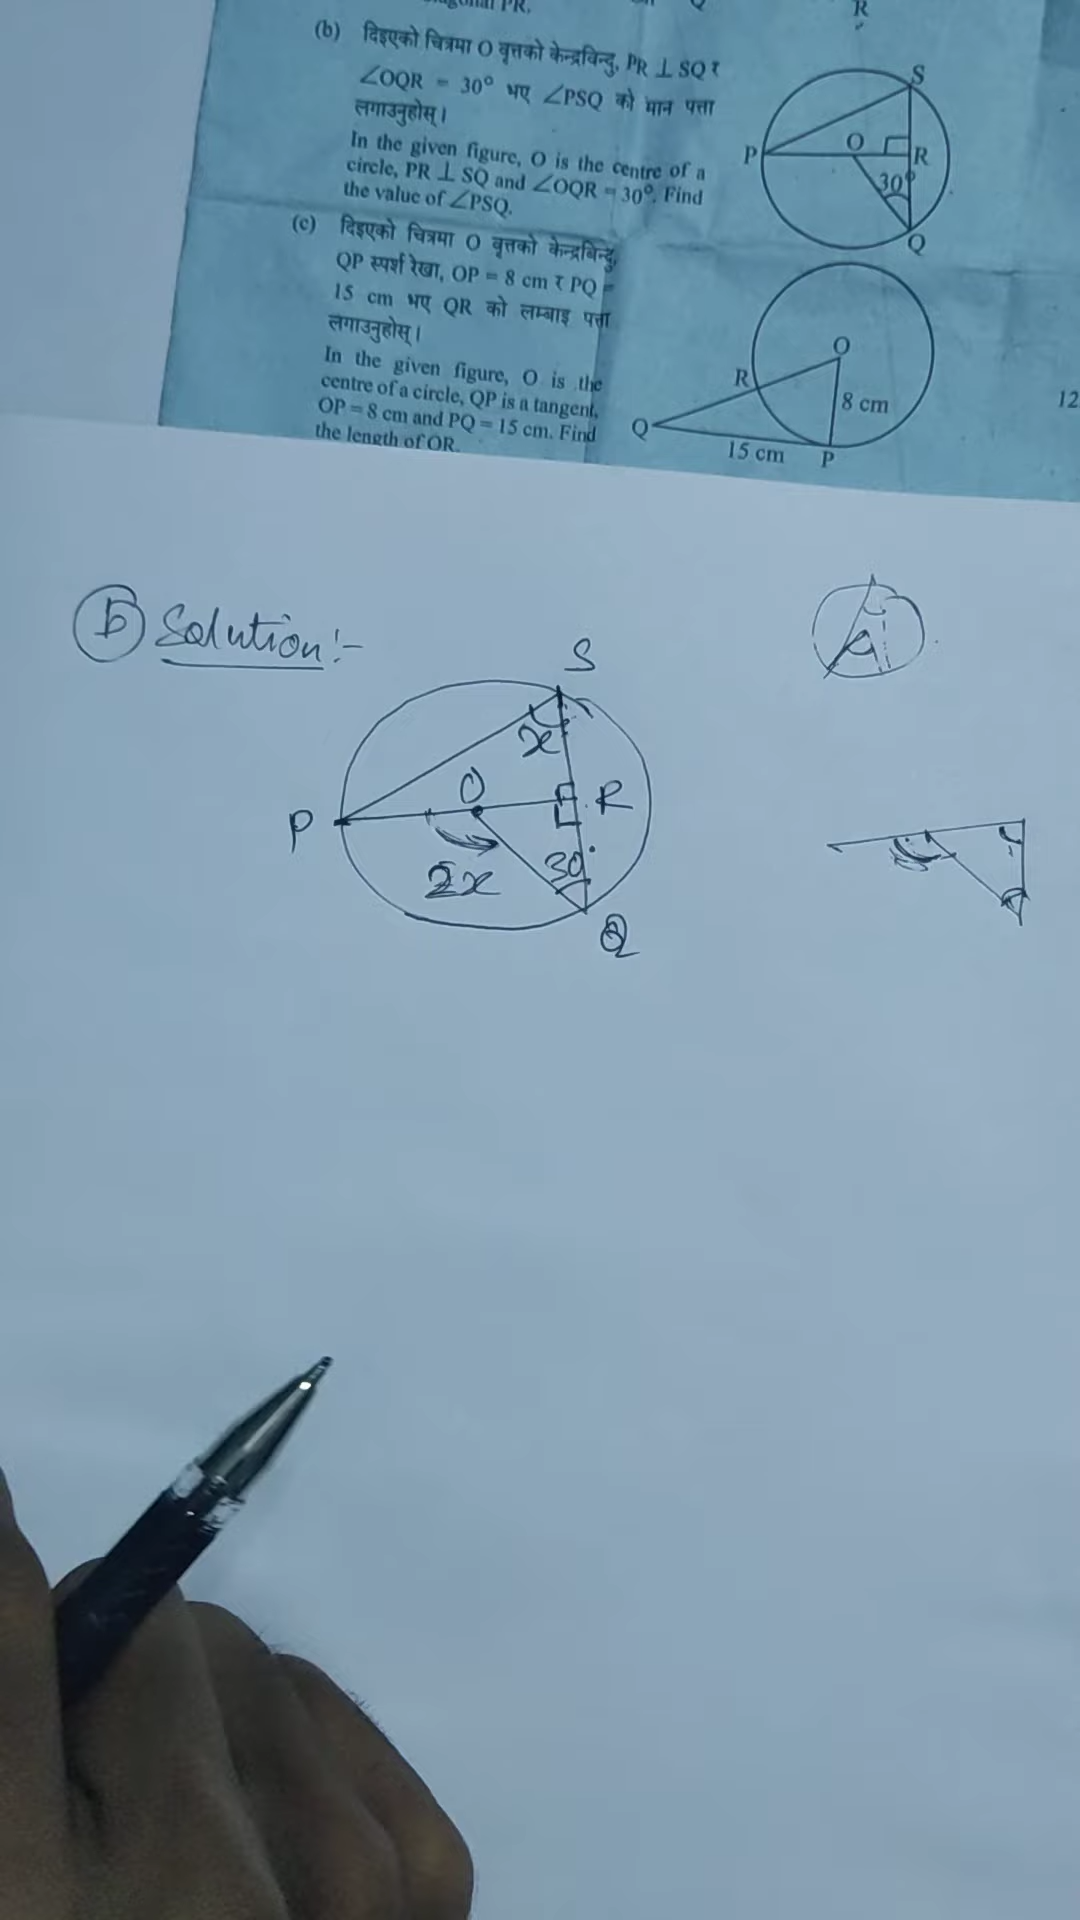 PR.
R
(b) दिइएको चित्रमा O वृत्तको केन्द्रविन्दु, PR ⊥ SQ र
∠OQR = 30° भए ∠PSQ को मान पत्ता
लगाउनुहोस् ।
In the given figure, O is the centre of a
circle, PR ⊥ SQ and ∠OQR = 30°. Find
the value of ∠PSQ.
S
P
O
R
30°
Q
(c) दिइएको चित्रमा O वृत्तको केन्द्रबिन्दु,
QP स्पर्श रेखा, OP = 8 cm र PQ =
15 cm भए QR को लम्बाइ पत्ता
लगाउनुहोस् ।
In the given figure, O is the
centre of a circle, QP is a tangent,
OP = 8 cm and PQ = 15 cm. Find
the length of QR.
O
R
8 cm
Q
15 cm
P
12
b Solution:-
S
x
O
P
R
2x
30°
Q